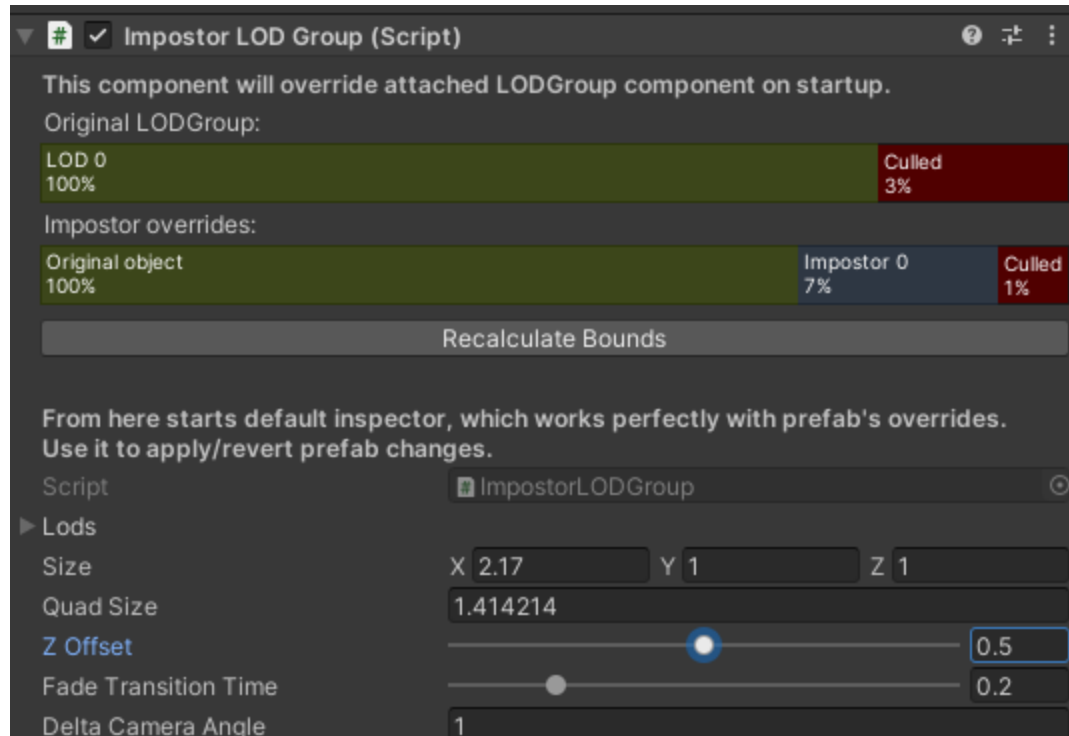 Impostor LOD Group (Script)
This component will override attached LODGroup component on startup.
Original LODGroup:
LOD 0
100%
Culled
3%
Impostor overrides:
Original object
100%
Impostor 0
7%
Culled
1%
Recalculate Bounds
From here starts default inspector, which works perfectly with prefab's overrides.
Use it to apply/revert prefab changes.
Script ImpostorLODGroup
Lods
Size X 2.17 Y 1 Z 1
Quad Size 1.414214
Z Offset 0.5
Fade Transition Time 0.2
Delta Camera Angle 1